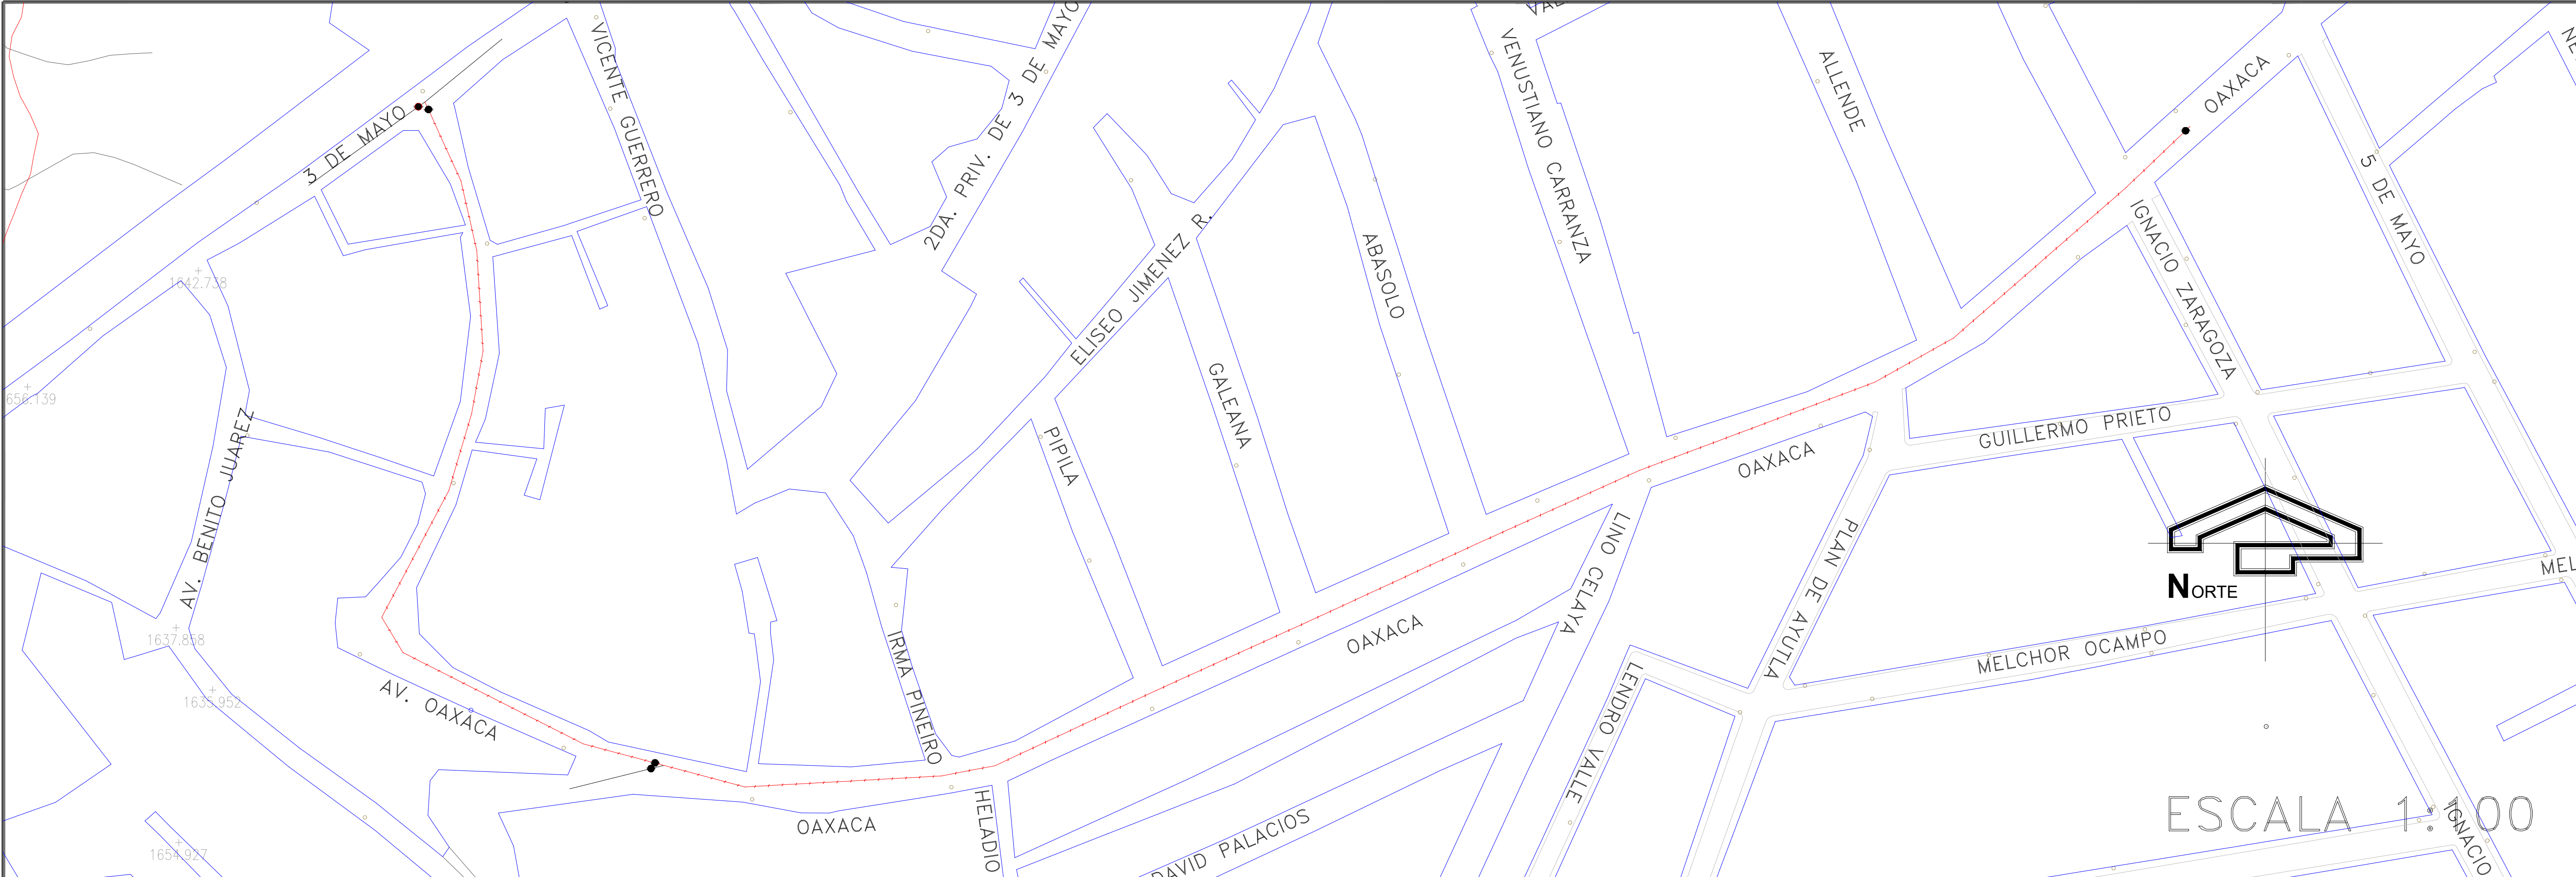 3 DE MAYO
VICENTE GUERRERO
2DA. PRIV. DE 3 DE MAYO
VENUSTIANO CARRANZA
ALLENDE
OAXACA
5 DE MAYO
IGNACIO ZARAGOZA
ELISEO JIMENEZ R.
ABASOLO
1642.738
656.139
GALEANA
PIPILA
AV. BENITO JUAREZ
GUILLERMO PRIETO
OAXACA
LINO CELAYA
PLAN DE AYUTLA
NORTE
MEL
1637.858
OAXACA
MELCHOR OCAMPO
1635.952
AV. OAXACA
IRMA PINEIRO
LENDRO VALLE
HELADIO
OAXACA
DAVID PALACIOS
1654.927
ESCALA 1:100
IGNACIO